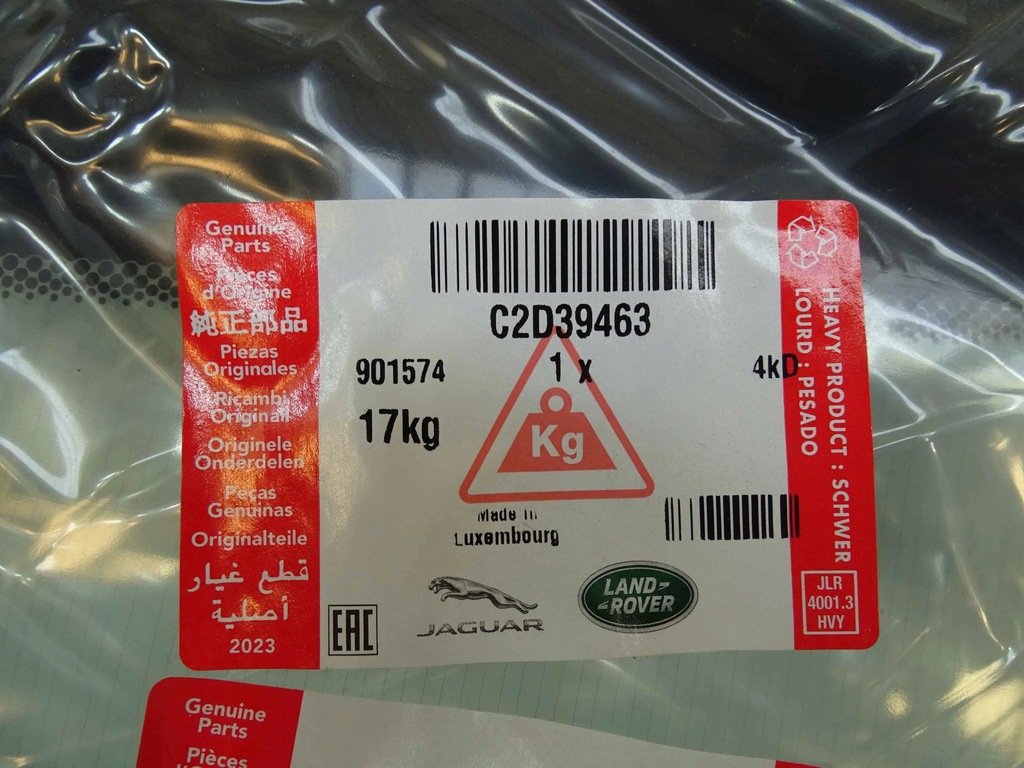 Genuine
Parts
Pièces
d'Origine
純正部品
Piezas
Originales
Ricambi
Originali
Originele
Onderdelen
Peças
Genuinas
Originalteile
قطع غيار
أصلية
2023
C2D39463
901574 1 x 4kD
17kg
Kg
Made in
Luxembourg
EAC
JAGUAR
LAND-
-ROVER
HEAVY PRODUCT : SCHWER
LOURD : PESADO
JLR
4001.3
HVY
Genuine
Parts
Pièces